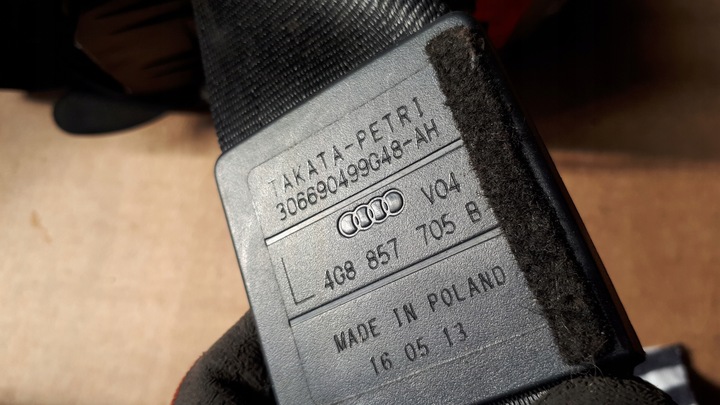 TAKATA-PETRI
306690499G48-AH
V04
L 4G8 857 705 B
MADE IN POLAND
16 05 13